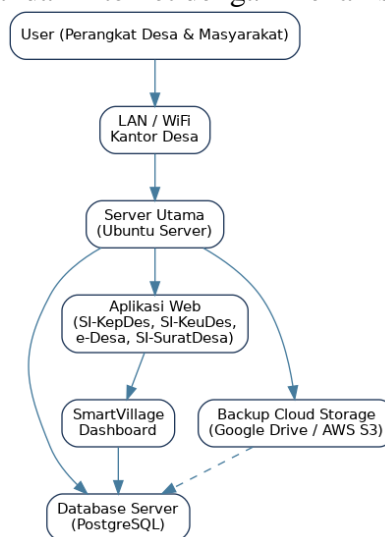 User (Perangkat Desa & Masyarakat)
LAN / WiFi
Kantor Desa
Server Utama
(Ubuntu Server)
Aplikasi Web
(SI-KepDes, SI-KeuDes,
e-Desa, SI-SuratDesa)
SmartVillage
Dashboard
Backup Cloud Storage
(Google Drive / AWS S3)
Database Server
(PostgreSQL)